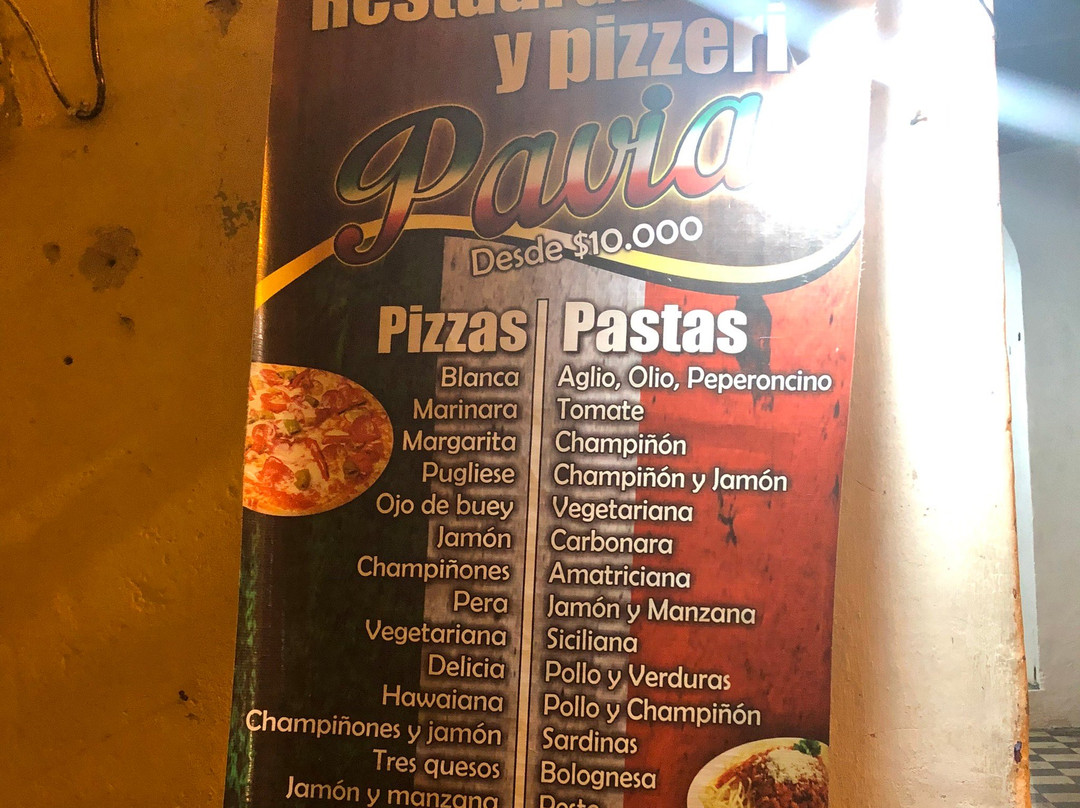 y pizzeri
Pavia
Desde $10.000
Pizzas
Blanca
Marinara
Margarita
Pugliese
Ojo de buey
Jamón
Champiñones
Pera
Vegetariana
Delicia
Hawaiana
Champiñones y jamón
Tres quesos
Jamón y manzana
Pastas
Aglio, Olio, Peperoncino
Tomate
Champiñón
Champiñón y Jamón
Vegetariana
Carbonara
Amatriciana
Jamón y Manzana
Siciliana
Pollo y Verduras
Pollo y Champiñón
Sardinas
Bolognesa